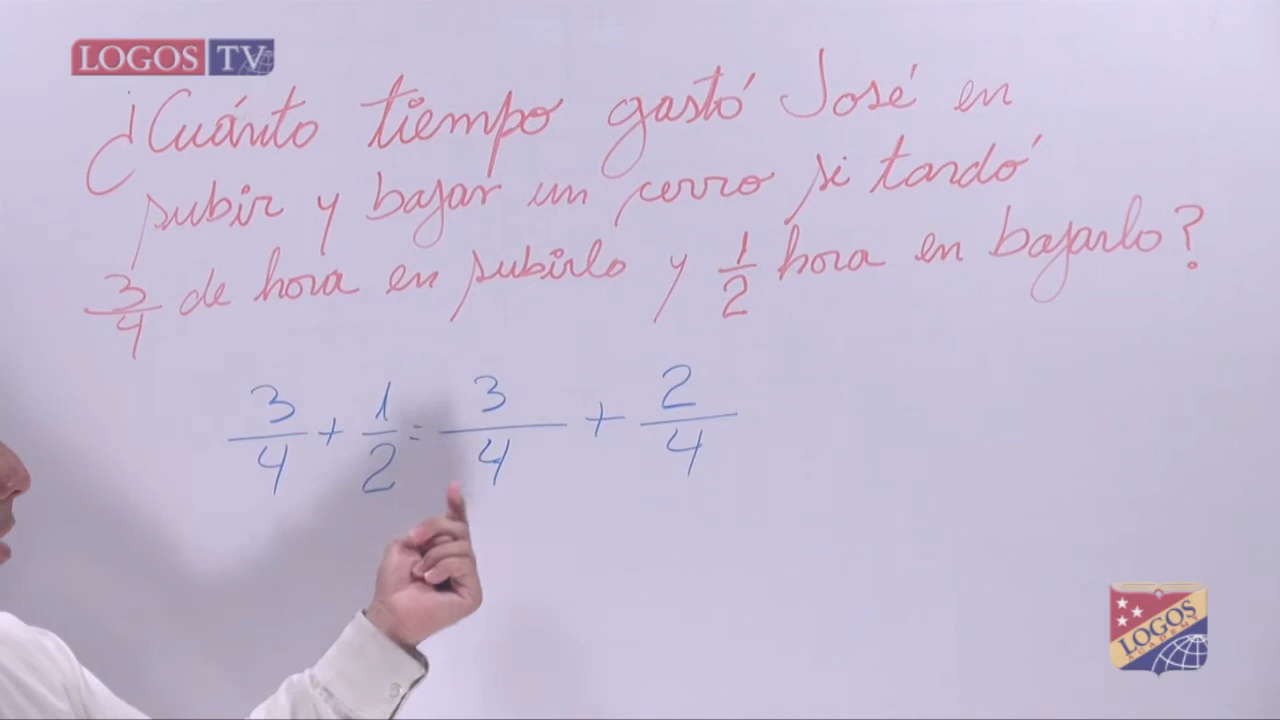 LOGOS TV
¿Cuánto tiempo gastó José en
subir y bajar un cerro si tardó
3/4 de hora en subirlo y 1/2 hora en bajarlo?
3/4 + 1/2 = 3/4 + 2/4
LOGOS
ACADEMY